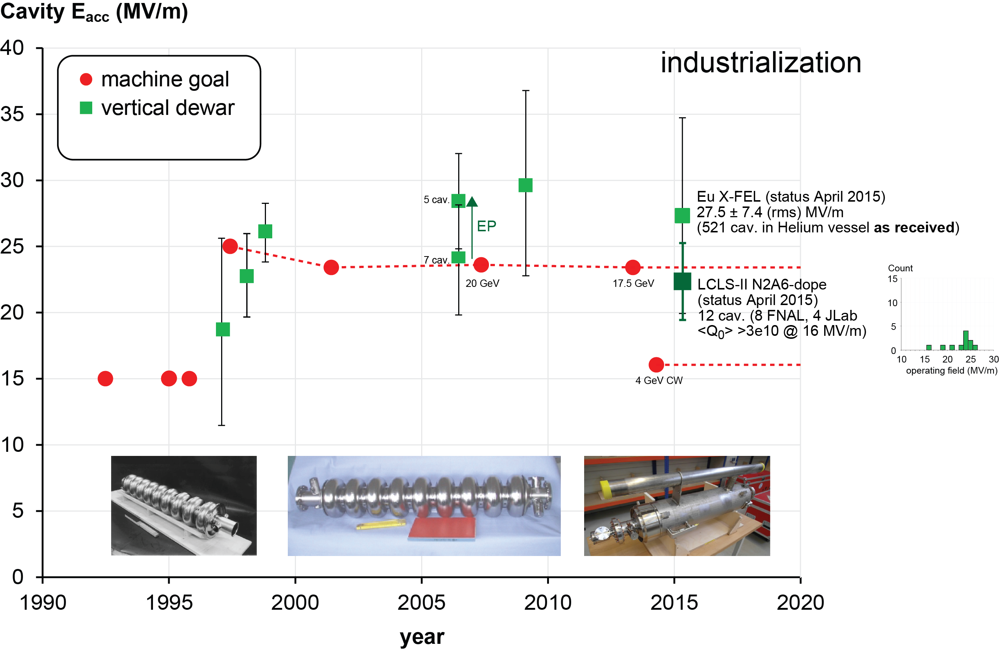 Cavity Eacc (MV/m)
40
industrialization
machine goal
35
vertical dewar
30
5 cav.
Eu X-FEL (status April 2015)
27.5 ± 7.4 (rms) MV/m
EP
(521 cav. in Helium vessel as received)
25
7 cav.
20 GeV
17.5 GeV
LCLS-II N2A6-dope
(status April 2015)
12 cav. (8 FNAL, 4 JLab
<Q0> >3e10 @ 16 MV/m)
20
Count
15
10
5
0
10 15 20 25 30
operating field (MV/m)
15
4 GeV CW
10
5
0
1990 1995 2000 2005 2010 2015 2020
year